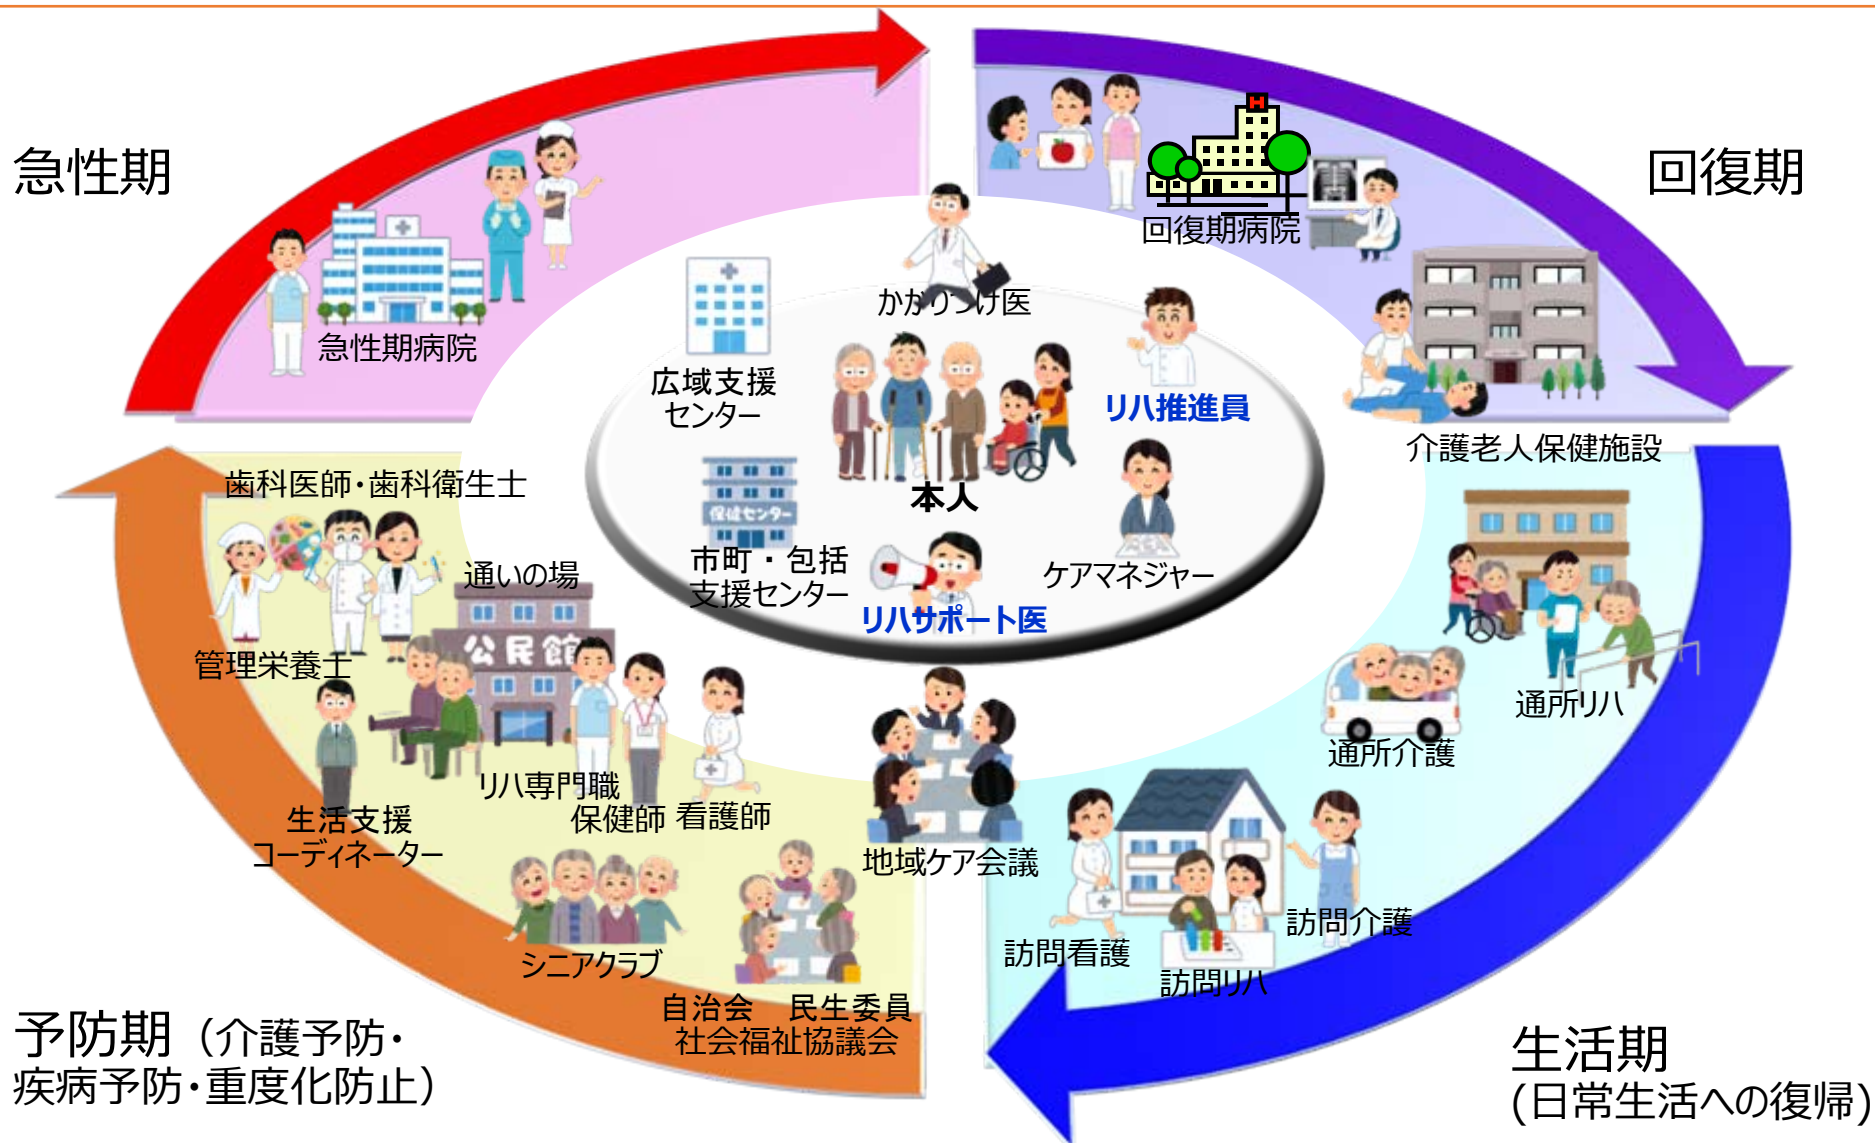 急性期
回復期
急性期病院
回復期病院
介護老人保健施設
かかりつけ医
広域支援
センター
リハ推進員
本人
保健センター
市町・包括
支援センター
リハサポート医
ケアマネジャー
歯科医師・歯科衛生士
通いの場
公民館
管理栄養士
生活支援
コーディネーター
リハ専門職
保健師
看護師
シニアクラブ
自治会 民生委員
社会福祉協議会
地域ケア会議
通所リハ
通所介護
訪問介護
訪問看護
訪問リハ
予防期（介護予防・
疾病予防・重度化防止）
生活期
(日常生活への復帰)